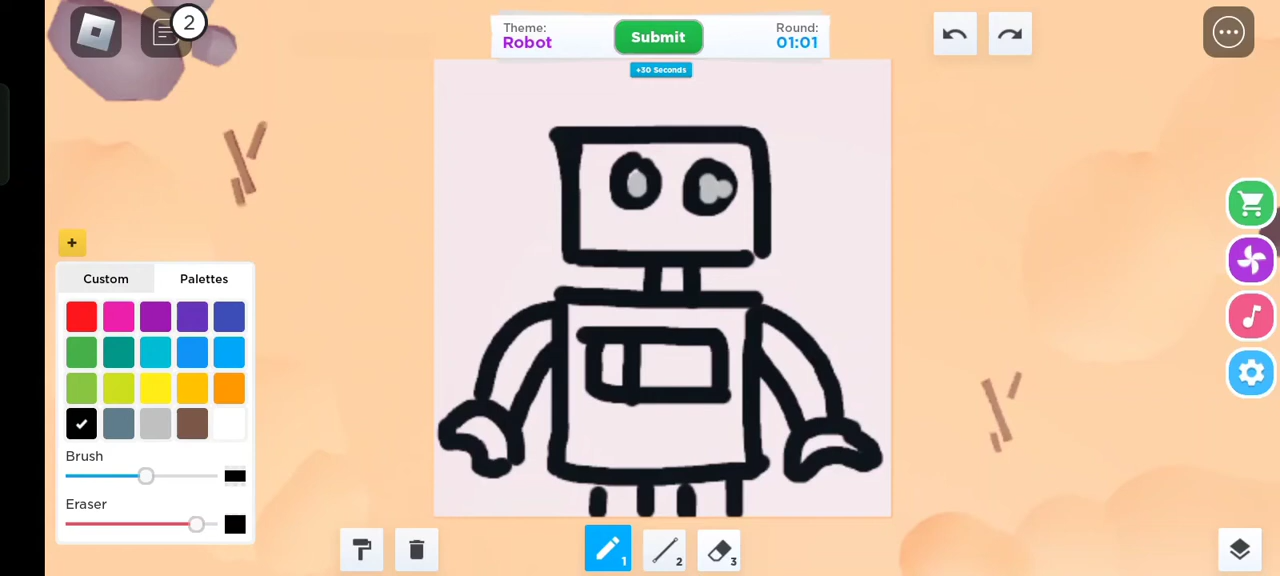 2
Theme:
Robot
Submit
Round:
01:01
+30 Seconds
+
Custom
Palettes
Brush
Eraser
1
2
3